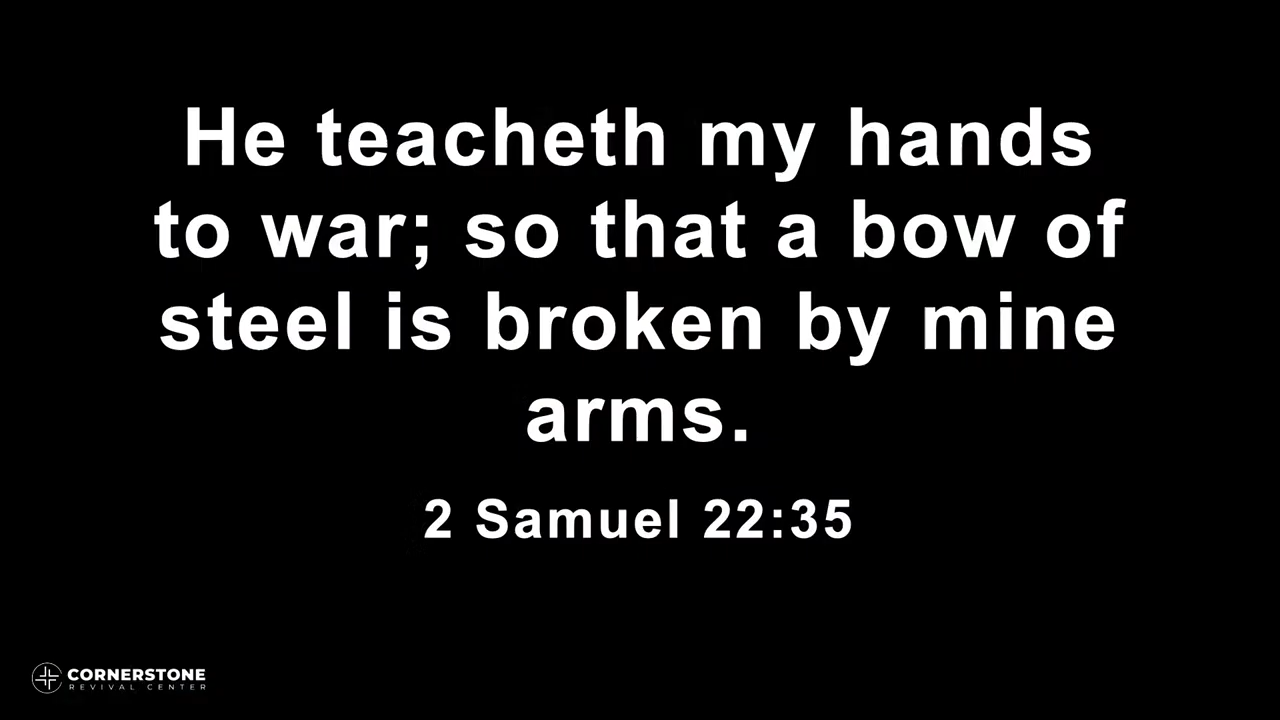 He teacheth my hands
to war; so that a bow of
steel is broken by mine
arms.
2 Samuel 22:35
CORNERSTONE
REVIVAL CENTER